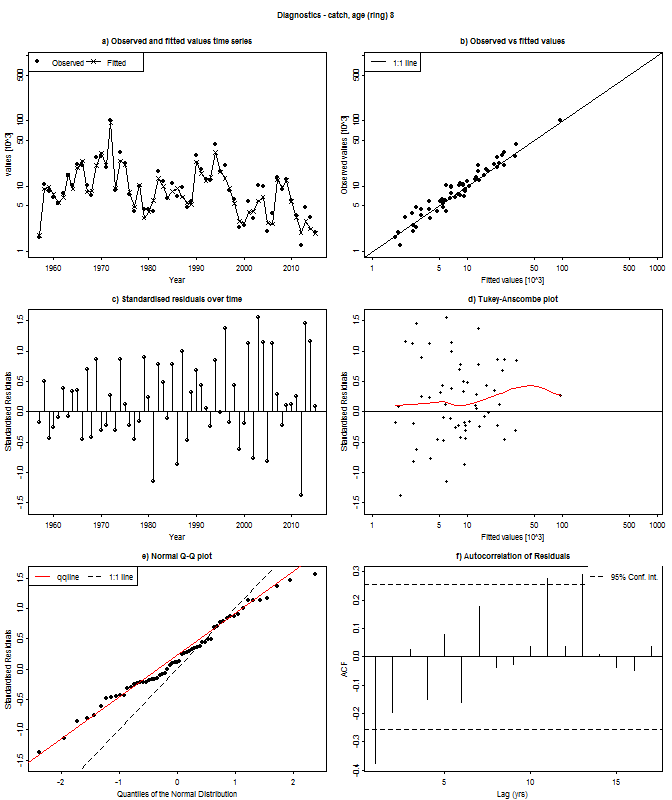 Diagnostics - catch, age (ring) 8
a) Observed and fitted values time series
Observed
Fitted
values [10^3]
1 5 10 50 100 500
1960 1970 1980 1990 2000 2010
Year
b) Observed vs fitted values
1:1 line
Observed values [10^3]
1 5 10 50 100 500
1 5 10 50 100 500 1000
Fitted values [10^3]
c) Standardised residuals over time
Standardised Residuals
-1.5 -1.0 -0.5 0.0 0.5 1.0 1.5
1960 1970 1980 1990 2000 2010
Year
d) Tukey-Anscombe plot
Standardised Residuals
-1.5 -1.0 -0.5 0.0 0.5 1.0 1.5
1 5 10 50 100 500 1000
Fitted values [10^3]
e) Normal Q-Q plot
qqline
1:1 line
Standardised Residuals
-1.5 -1.0 -0.5 0.0 0.5 1.0 1.5
-2 -1 0 1 2
Quantiles of the Normal Distribution
f) Autocorrelation of Residuals
95% Conf. Int.
ACF
-0.4 -0.3 -0.2 -0.1 0.0 0.1 0.2 0.3
5 10 15
Lag (yrs)